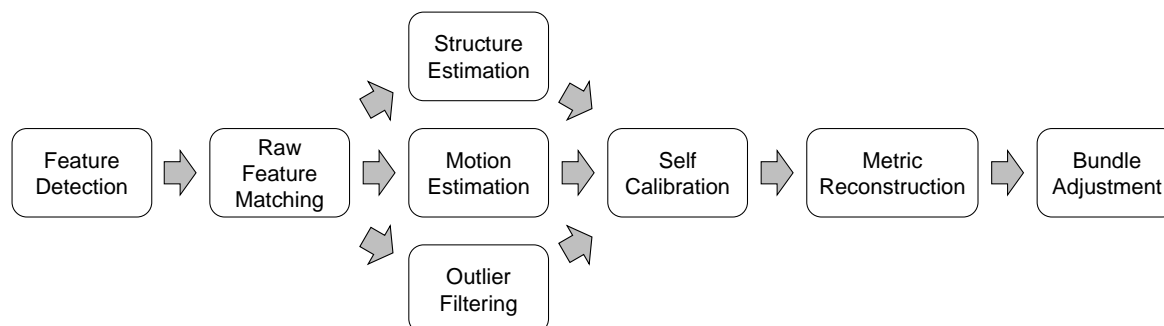 Structure
Estimation
Feature
Detection
Raw
Feature
Matching
Motion
Estimation
Self
Calibration
Metric
Reconstruction
Bundle
Adjustment
Outlier
Filtering